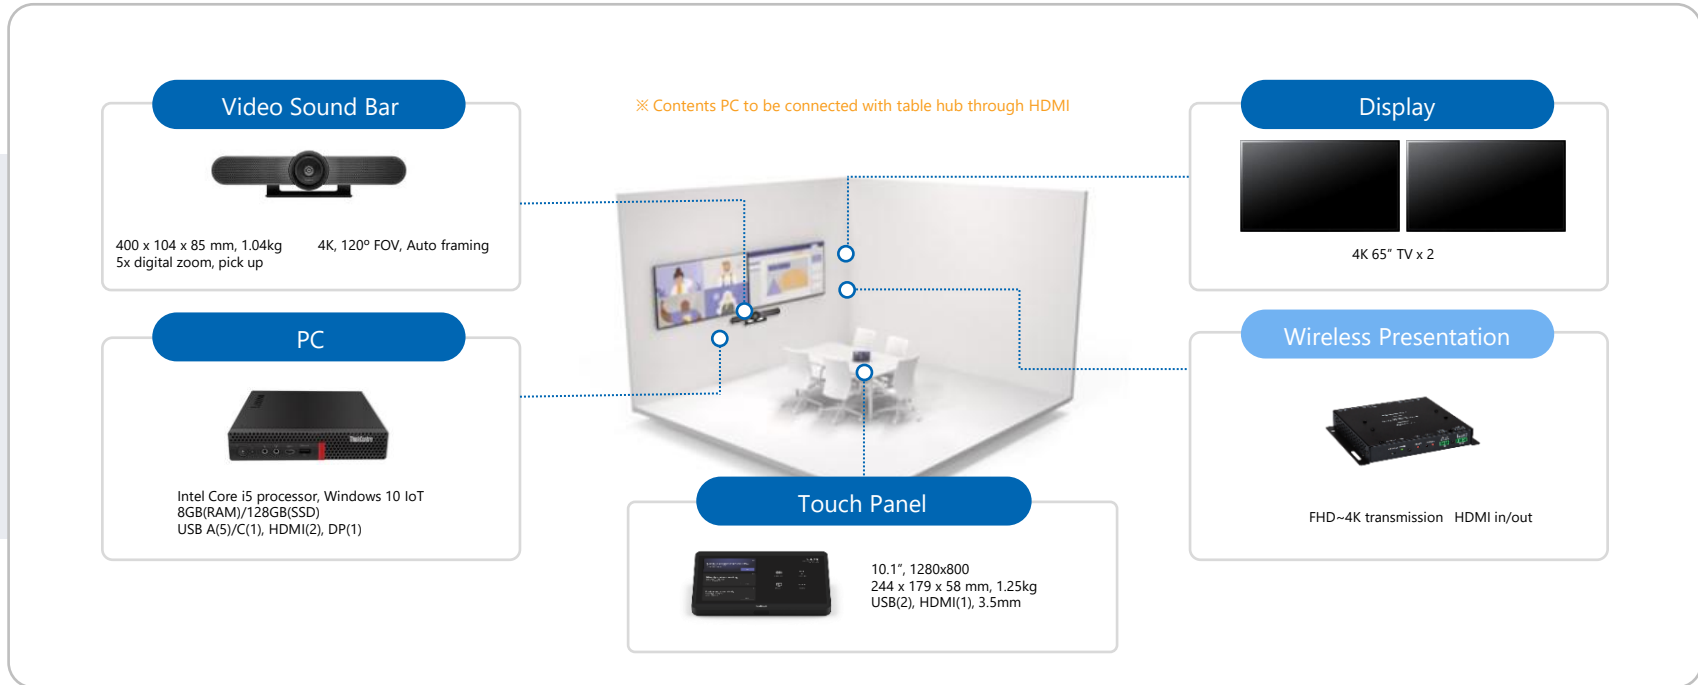 Video Sound Bar
400 x 104 x 85 mm, 1.04kg
4K, 120º FOV, Auto framing
5x digital zoom, pick up
※ Contents PC to be connected with table hub through HDMI
Display
4K 65” TV x 2
PC
ThinkCentre
Intel Core i5 processor, Windows 10 IoT
8GB(RAM)/128GB(SSD)
USB A(5)/C(1), HDMI(2), DP(1)
Wireless Presentation
FHD~4K transmission HDMI in/out
Touch Panel
10.1”, 1280x800
244 x 179 x 58 mm, 1.25kg
USB(2), HDMI(1), 3.5mm